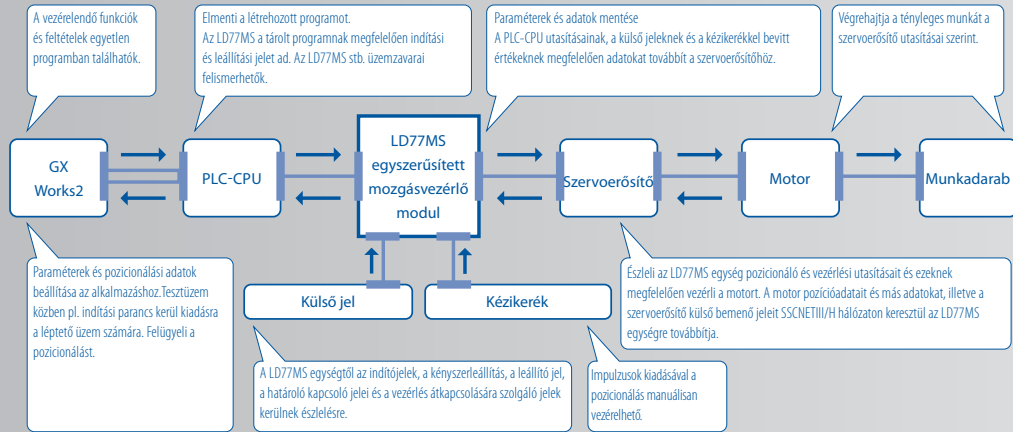 A vezérelendő funkciók
és feltételek egyetlen
programban találhatók.
Elmenti a létrehozott programot.
Az LD77MS a tárolt programnak megfelelően indítási
és leállítási jelet ad. Az LD77MS stb. üzemzavarai
felismerhetők.
Paraméterek és adatok mentése
A PLC-CPU utasításainak, a külső jeleknek és a kézikerékkel bevitt
értékeknek megfelelően adatokat továbbít a szervoerősítőhöz.
Végrehajtja a tényleges munkát a
szervoerősítő utasításai szerint.
GX
Works2
PLC-CPU
LD77MS
egyszerűsített
mozgásvezérlő
modul
Szervoerősítő
Motor
Munkadarab
Külső jel
Kézikerék
Paraméterek és pozicionálási adatok
beállítása az alkalmazáshoz.Tesztüzem
közben pl. indítási parancs kerül kiadásra
a léptető üzem számára. Felügyeli a
pozicionálást.
Észleli az LD77MS egység pozicionáló és vezérlési utasításait és ezeknek
megfelelően vezérli a motort. A motor pozícióadatait és más adatokat, illetve a
szervoerősítő külső bemenő jeleit SSCNETIII/H hálózaton keresztül az LD77MS
egységre továbbítja.
A LD77MS egységtől az indítójelek, a kényszerleállítás, a leállító jel,
a határoló kapcsoló jelei és a vezérlés átkapcsolására szolgáló jelek
kerülnek észlelésre.
Impulzusok kiadásával a
pozicionálás manuálisan
vezérelhető.